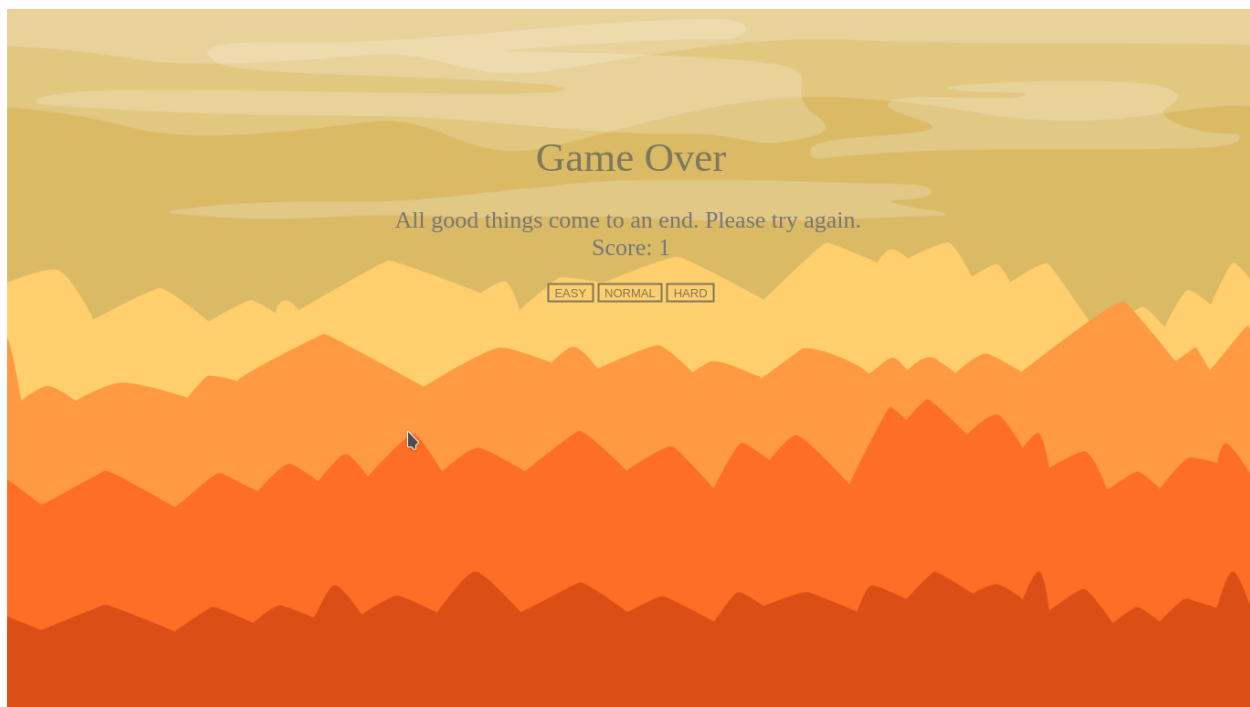 Game Over
All good things come to an end. Please try again.
Score: 1
EASY NORMAL HARD